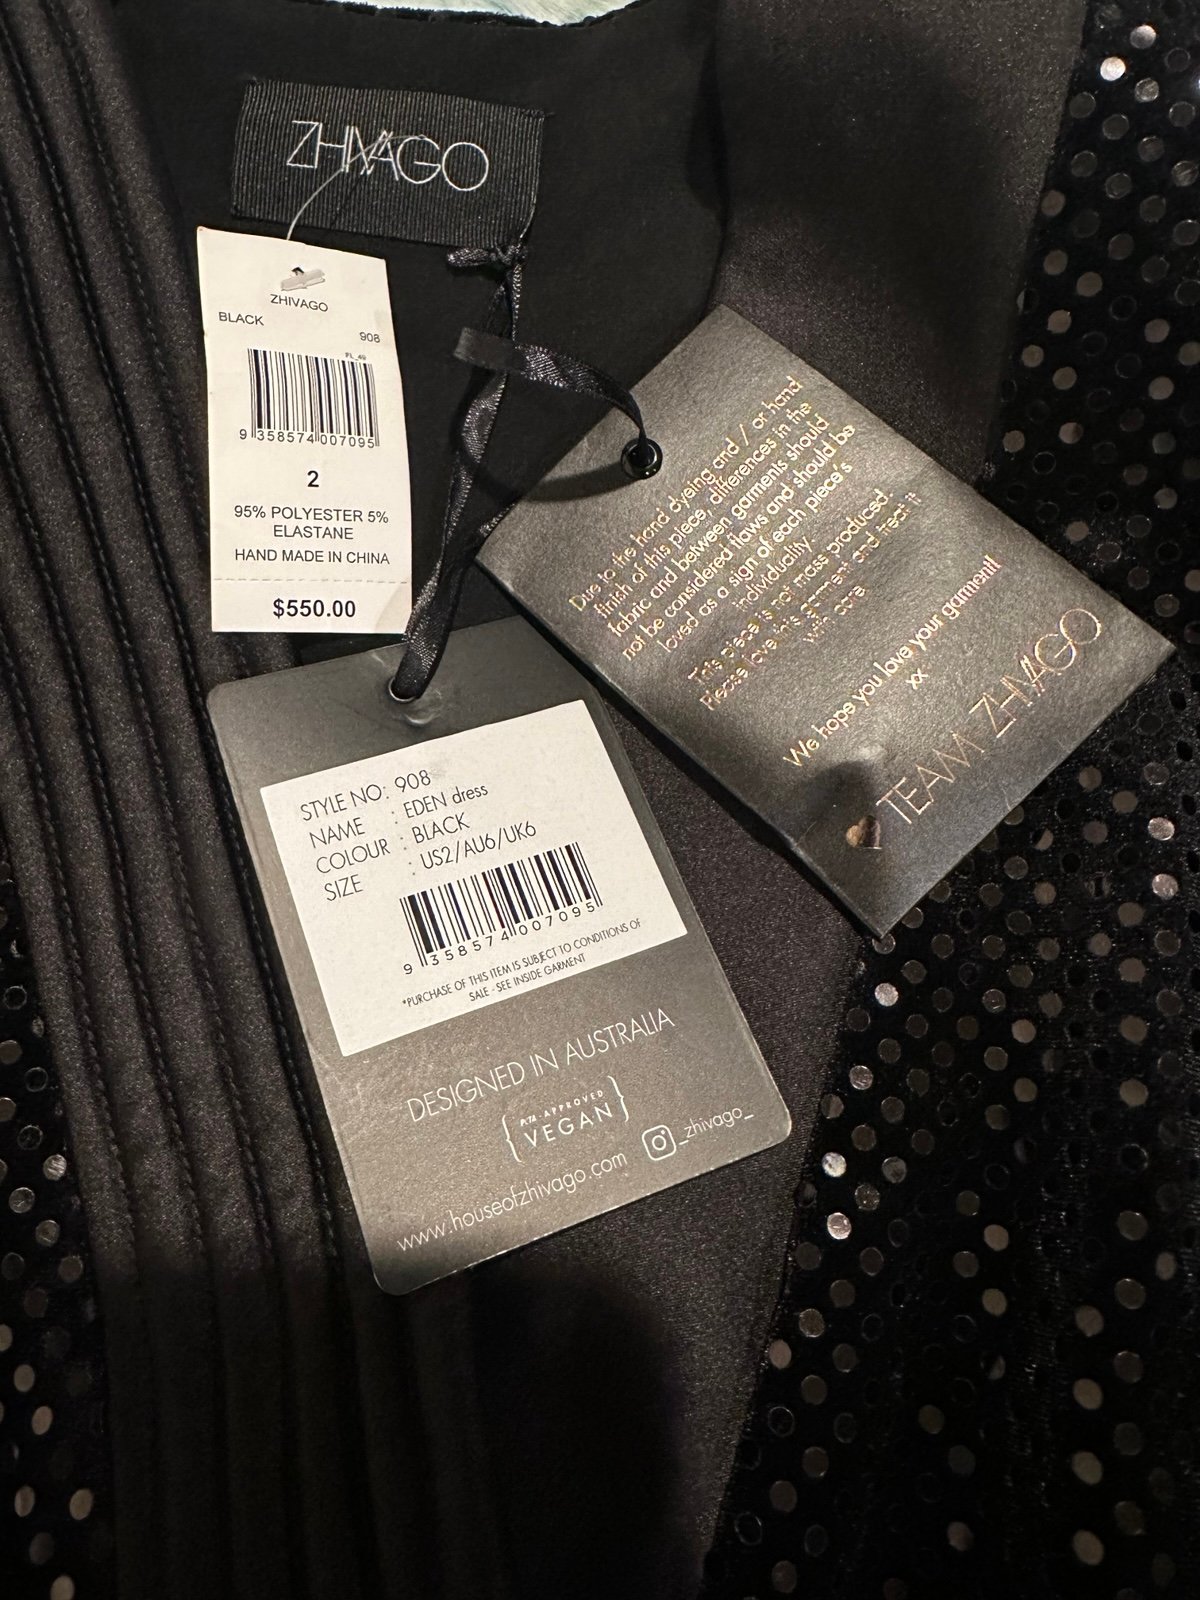 ZHIVAGO
ZHIVAGO
BLACK
908
FL_49
9 358574 007095
2
95% POLYESTER 5%
ELASTANE
HAND MADE IN CHINA
$550.00
Due to the hand dyeing and / or hand
finish of this piece, differences in the
fabric and between garments should
not be considered flaws and should be
loved as a sign of each piece's
individuality.
This piece is not mass produced.
Please love this garment and treat it
with care.
We hope you love your garment!
xx
TEAM ZHIVAGO
STYLE NO: 908
NAME : EDEN dress
COLOUR : BLACK
SIZE : US2/AU6/UK6
9 358574 007095
*PURCHASE OF THIS ITEM IS SUBJECT TO CONDITIONS OF
SALE - SEE INSIDE GARMENT
DESIGNED IN AUSTRALIA
{ PETA-APPROVED
VEGAN }
www.houseofzhivago.com _zhivago_